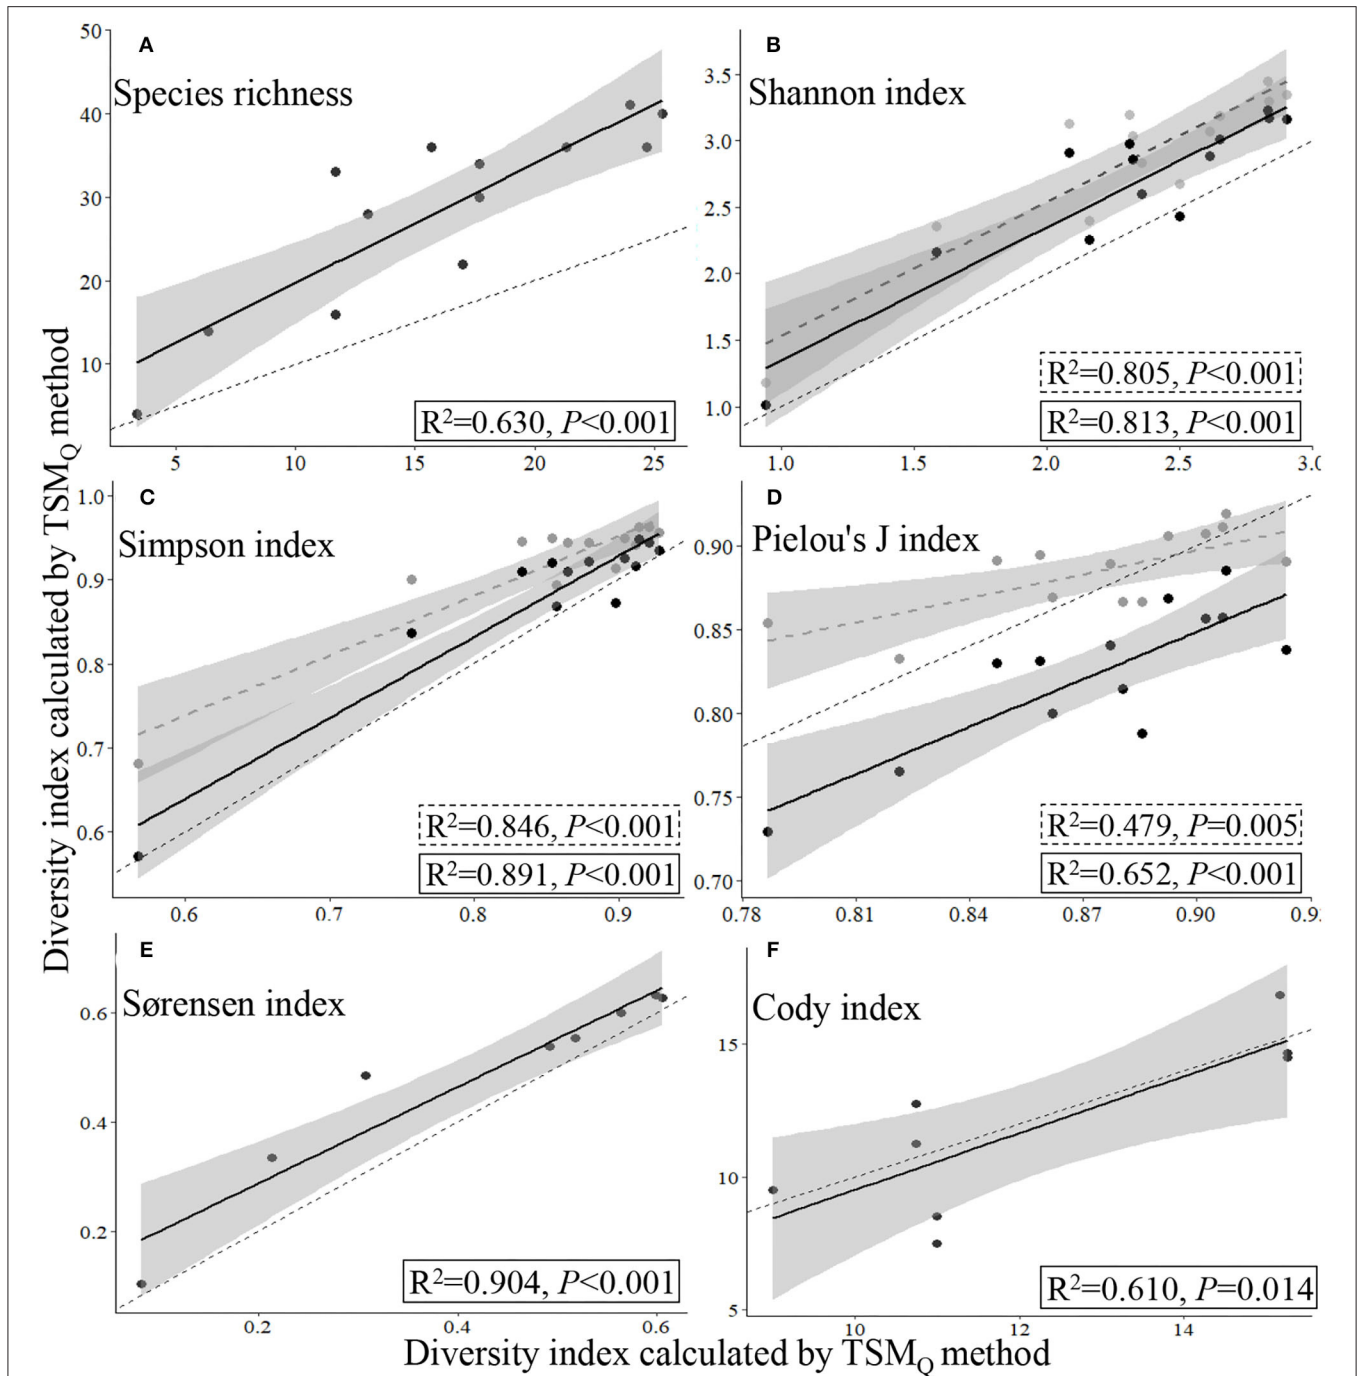 Diversity index calculated by TSMQ method
A
Species richness
50
40
30
20
10
R2=0.630, P<0.001
5 10 15 20 25
B
Shannon index
3.5
3.0
2.5
2.0
1.5
1.0
R2=0.805, P<0.001
R2=0.813, P<0.001
1.0 1.5 2.0 2.5 3.0
C
Simpson index
1.0
0.9
0.8
0.7
0.6
R2=0.846, P<0.001
R2=0.891, P<0.001
0.6 0.7 0.8 0.9
D
Pielou's J index
0.90
0.85
0.80
0.75
0.70
R2=0.479, P=0.005
R2=0.652, P<0.001
0.78 0.81 0.84 0.87 0.90
E
Sørensen index
0.6
0.4
0.2
R2=0.904, P<0.001
0.2 0.4 0.6
F
Cody index
15
10
5
R2=0.610, P=0.014
10 12 14
Diversity index calculated by TSMQ method